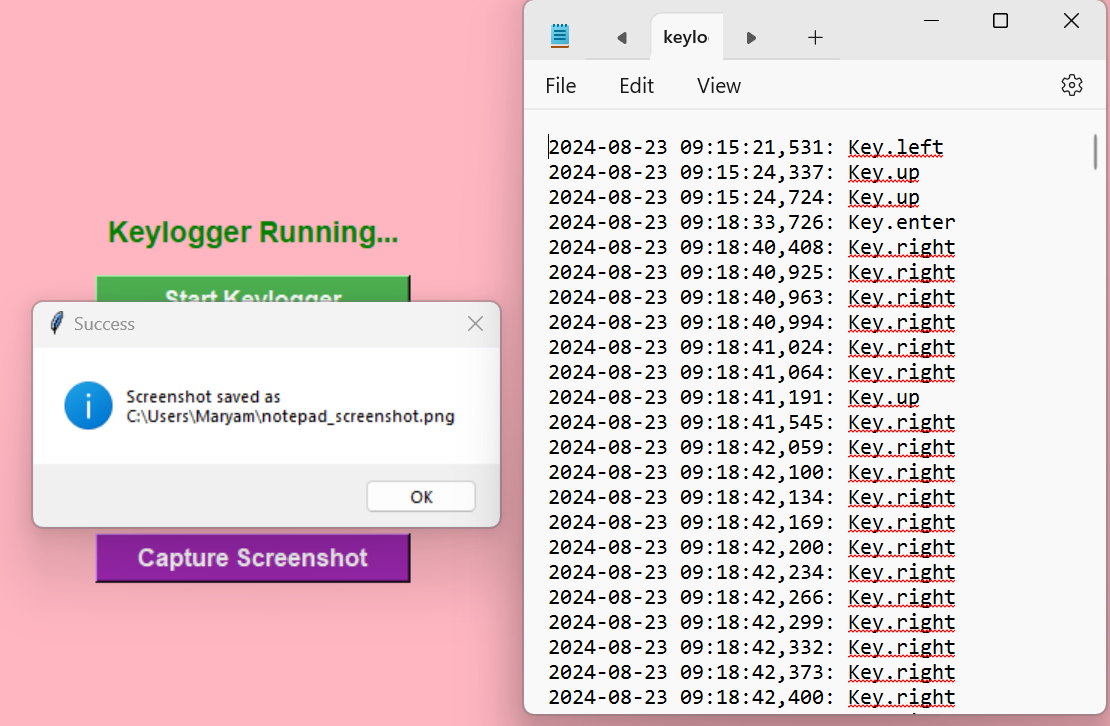 Keylogger Running...
Start Keylogger
Success
Screenshot saved as
C:\Users\Maryam\notepad_screenshot.png
OK
Capture Screenshot
keylo
File Edit View
2024-08-23 09:15:21,531: Key.left
2024-08-23 09:15:24,337: Key.up
2024-08-23 09:15:24,724: Key.up
2024-08-23 09:18:33,726: Key.enter
2024-08-23 09:18:40,408: Key.right
2024-08-23 09:18:40,925: Key.right
2024-08-23 09:18:40,963: Key.right
2024-08-23 09:18:40,994: Key.right
2024-08-23 09:18:41,024: Key.right
2024-08-23 09:18:41,064: Key.right
2024-08-23 09:18:41,191: Key.up
2024-08-23 09:18:41,545: Key.right
2024-08-23 09:18:42,059: Key.right
2024-08-23 09:18:42,100: Key.right
2024-08-23 09:18:42,134: Key.right
2024-08-23 09:18:42,169: Key.right
2024-08-23 09:18:42,200: Key.right
2024-08-23 09:18:42,234: Key.right
2024-08-23 09:18:42,266: Key.right
2024-08-23 09:18:42,299: Key.right
2024-08-23 09:18:42,332: Key.right
2024-08-23 09:18:42,373: Key.right
2024-08-23 09:18:42,400: Key.right